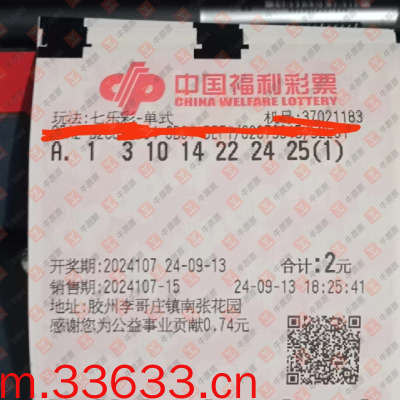 中国福利彩票
CHINA WELFARE LOTTERY
玩法:七乐彩-单式 机号:37021183
A. 1 3 10 14 22 24 25(1)
开奖期:2024107 24-09-13 合计:2元
销售期:2024107-15 24-09-13 18:25:41
地址:胶州李哥庄镇南张花园
感谢您为公益事业贡献0.74元
m.33633.cn